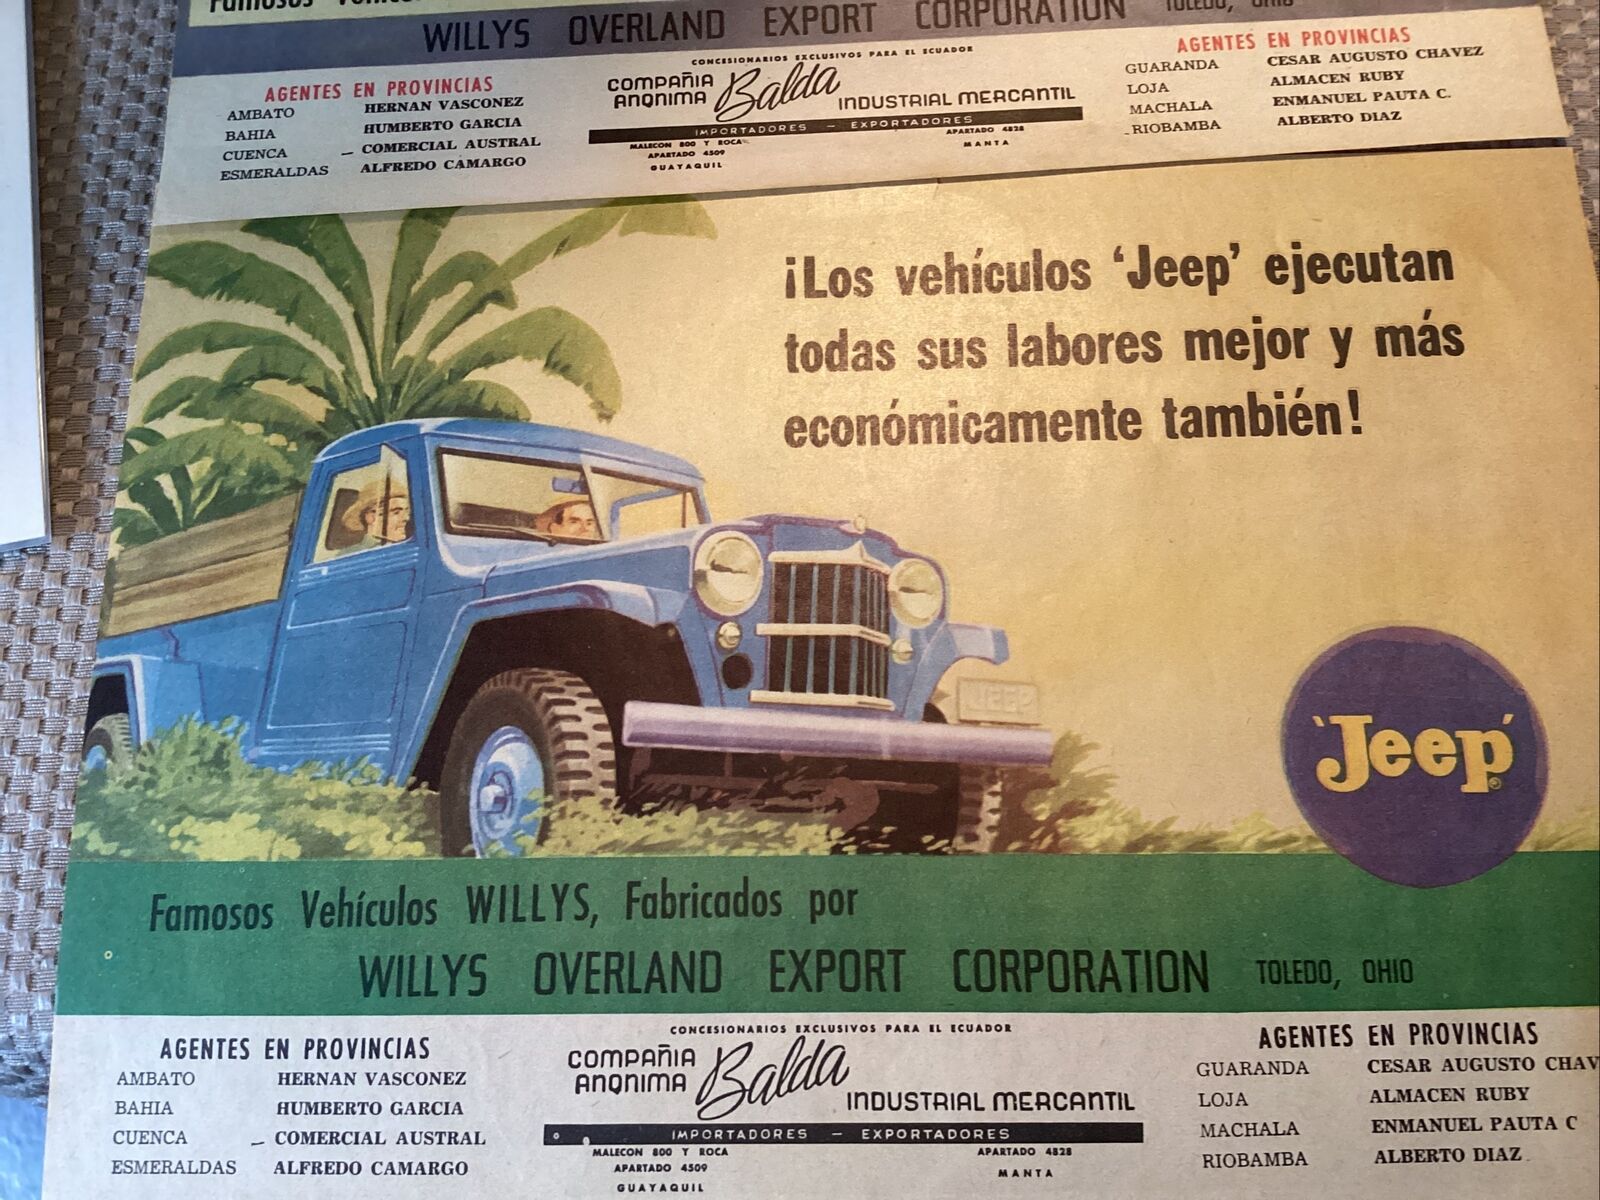 Famosos
WILLYS OVERLAND EXPORT CORPORATION TOLEDO, OHIO
CONCESIONARIOS EXCLUSIVOS PARA EL ECUADOR
AGENTES EN PROVINCIAS
AMBATO HERNAN VASCONEZ
BAHIA HUMBERTO GARCIA
CUENCA – COMERCIAL AUSTRAL
ESMERALDAS ALFREDO CAMARGO
COMPAÑIA
ANONIMA
Balda
INDUSTRIAL MERCANTIL
IMPORTADORES – EXPORTADORES
MALECON 800 Y ROCA
APARTADO 4509
GUAYAQUIL
APARTADO 4828
MANTA
AGENTES EN PROVINCIAS
GUARANDA CESAR AUGUSTO CHAVEZ
LOJA ALMACEN RUBY
MACHALA ENMANUEL PAUTA C.
RIOBAMBA ALBERTO DIAZ
¡Los vehículos ‘Jeep’ ejecutan
todas sus labores mejor y más
económicamente también!
JEEP
'Jeep'®
Famosos Vehículos WILLYS, Fabricados por
WILLYS OVERLAND EXPORT CORPORATION TOLEDO, OHIO
CONCESIONARIOS EXCLUSIVOS PARA EL ECUADOR
AGENTES EN PROVINCIAS
AMBATO HERNAN VASCONEZ
BAHIA HUMBERTO GARCIA
CUENCA – COMERCIAL AUSTRAL
ESMERALDAS ALFREDO CAMARGO
COMPAÑIA
ANONIMA
Balda
INDUSTRIAL MERCANTIL
IMPORTADORES – EXPORTADORES
MALECON 800 Y ROCA
APARTADO 4509
GUAYAQUIL
APARTADO 4828
MANTA
AGENTES EN PROVINCIAS
GUARANDA CESAR AUGUSTO CHAV
LOJA ALMACEN RUBY
MACHALA ENMANUEL PAUTA C
RIOBAMBA ALBERTO DIAZ